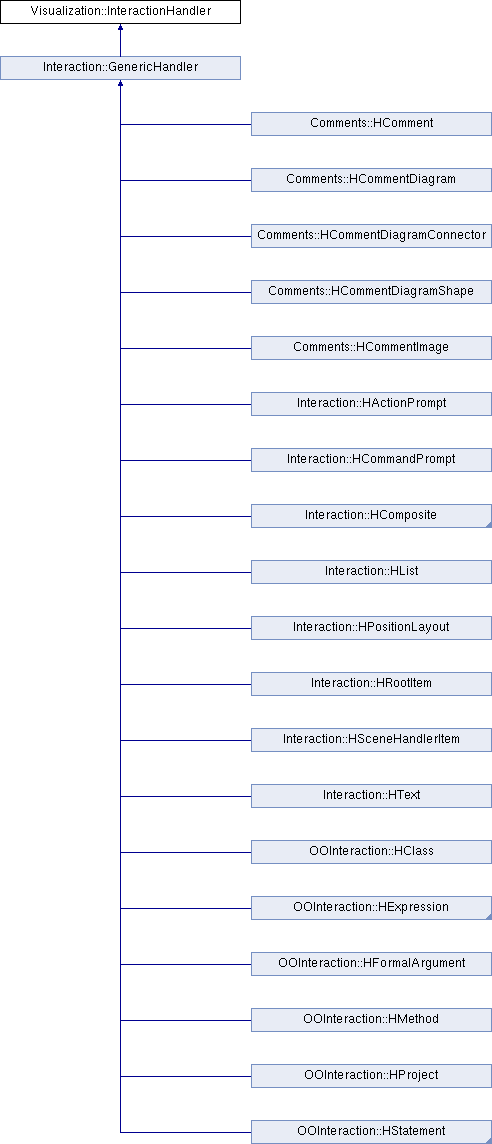 Visualization::InteractionHandler
Interaction::GenericHandler
Comments::HComment
Comments::HCommentDiagram
Comments::HCommentDiagramConnector
Comments::HCommentDiagramShape
Comments::HCommentImage
Interaction::HActionPrompt
Interaction::HCommandPrompt
Interaction::HComposite
Interaction::HList
Interaction::HPositionLayout
Interaction::HRootItem
Interaction::HSceneHandlerItem
Interaction::HText
OOInteraction::HClass
OOInteraction::HExpression
OOInteraction::HFormalArgument
OOInteraction::HMethod
OOInteraction::HProject
OOInteraction::HStatement